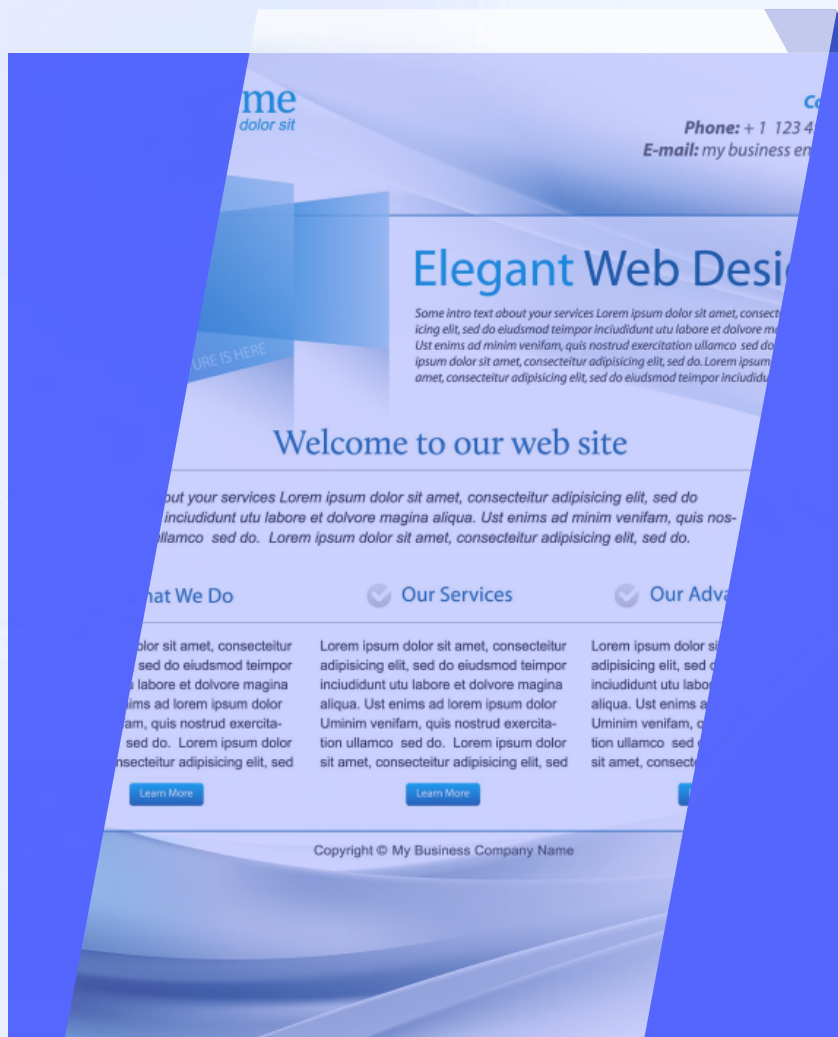 me
dolor sit
Phone: + 1 123 4
E-mail: my business en
Elegant Web Desi
Some intro text about your services Lorem ipsum dolor sit amet, consect
icing elit, sed do eiudsmod teimpor inciudidunt utu labore et dolvore
Ust enims ad minim venifam, quis nostrud exercitation ullamco sed do
ipsum dolor sit amet, consecteitur adipisicing elit, sed do. Lorem ipsum
amet, consecteitur adipisicing elit, sed do eiudsmod teimpor inciudidu
URE IS HERE
Welcome to our web site
out your services Lorem ipsum dolor sit amet, consecteitur adipisicing elit, sed do
inciudidunt utu labore et dolvore magina aliqua. Ust enims ad minim venifam, quis nos-
llamco sed do. Lorem ipsum dolor sit amet, consecteitur adipisicing elit, sed do.
hat We Do
olor sit amet, consecteitur
sed do eiudsmod teimpor
labore et dolvore magina
ims ad lorem ipsum dolor
am, quis nostrud exercita-
sed do. Lorem ipsum dolor
nsecteitur adipisicing elit, sed
Learn More
Our Services
Lorem ipsum dolor sit amet, consecteitur
adipisicing elit, sed do eiudsmod teimpor
inciudidunt utu labore et dolvore magina
aliqua. Ust enims ad lorem ipsum dolor
Uminim venifam, quis nostrud exercita-
tion ullamco sed do. Lorem ipsum dolor
sit amet, consecteitur adipisicing elit, sed
Learn More
Our Adva
Lorem ipsum dolor si
adipisicing elit, sed
inciudidunt utu labor
aliqua. Ust enims a
Uminim venifam, q
tion ullamco sed
sit amet, consecte
Copyright © My Business Company Name